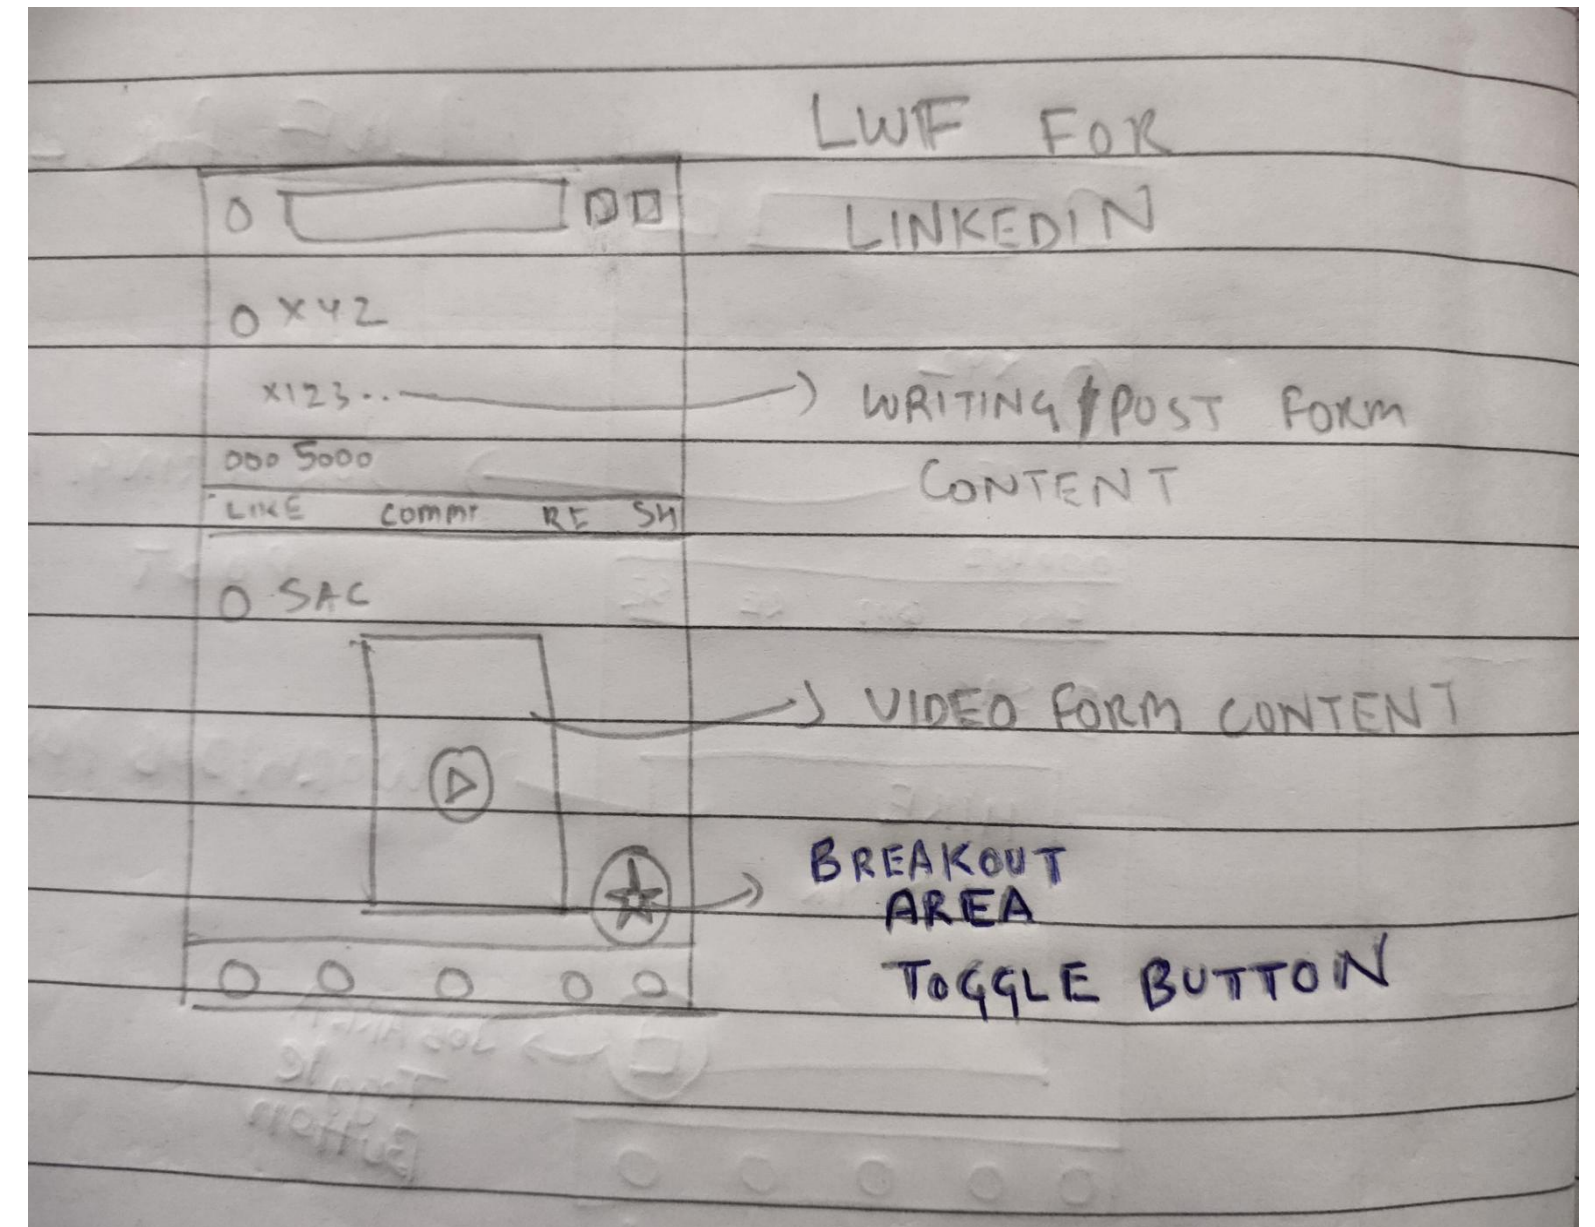 LWF FOR
LINKEDIN
XYZ
X123..
WRITING/POST FORM
CONTENT
5000
LIKE COMMT RE SH
SAC
VIDEO FORM CONTENT
BREAKOUT
AREA
TOGGLE BUTTON